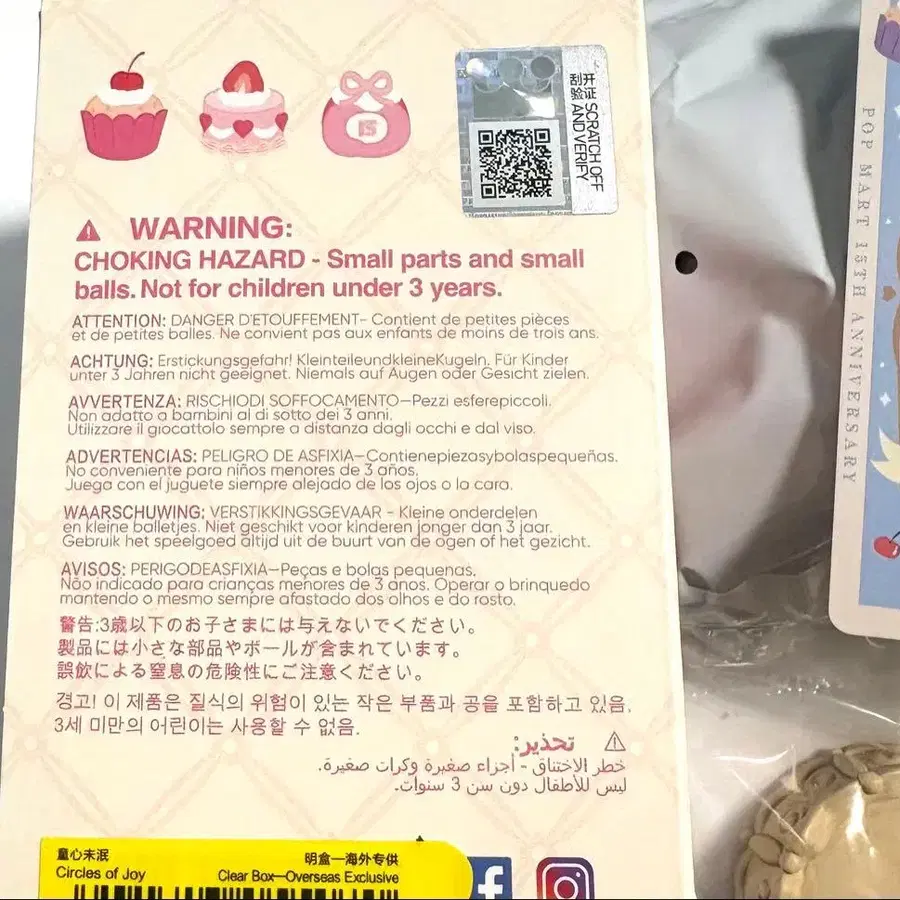 15
开证 SCRATCH OFF
刮验 AND VERIFY
WARNING:
CHOKING HAZARD - Small parts and small
balls. Not for children under 3 years.
ATTENTION: DANGER D'ETOUFFEMENT- Contient de petites pièces
et de petites balles. Ne convient pas aux enfants de moins de trois ans.
ACHTUNG: Erstickungsgefahr! KleinteileundkleineKugeln. Für Kinder
unter 3 Jahren nicht geeignet. Niemals auf Augen oder Gesicht zielen.
AVVERTENZA: RISCHIODI SOFFOCAMENTO—Pezzi esferepiccoli.
Non adatto a bambini al di sotto dei 3 anni.
Utilizzare il giocattolo sempre a distanza dagli occhi e dal viso.
ADVERTENCIAS: PELIGRO DE ASFIXIA—Contienepiezasybolaspequeñas.
No conveniente para niños menores de 3 años.
Juega con el juguete siempre alejado de los ojos o la cara.
WAARSCHUWING; VERSTIKKINGSGEVAAR - Kleine onderdelen
en kleine balletjes. Niet geschikt voor kinderen jonger dan 3 jaar.
Gebruik het speelgoed altijd uit de buurt van de ogen of het gezicht.
AVISOS: PERIGODEASFIXIA—Peças e bolas pequenas.
Não indicado para crianças menores de 3 anos. Operar o brinquedo
mantendo o mesmo sempre afastado dos olhos e do rosto.
警告:3歳以下のお子さまには与えないでください。
製品には小さな部品やボールが含まれています。
誤飲による窒息の危険性にご注意ください。
경고! 이 제품은 질식의 위험이 있는 작은 부품과 공을 포함하고 있음.
3세 미만의 어린이는 사용할 수 없음.
تحذير:
خطر الاختناق - أجزاء صغيرة وكرات صغيرة.
ليس للأطفال دون سن 3 سنوات.
童心未泯 明盒—海外专供
Circles of Joy Clear Box—Overseas Exclusive
POP MART 15TH ANNIVERSARY